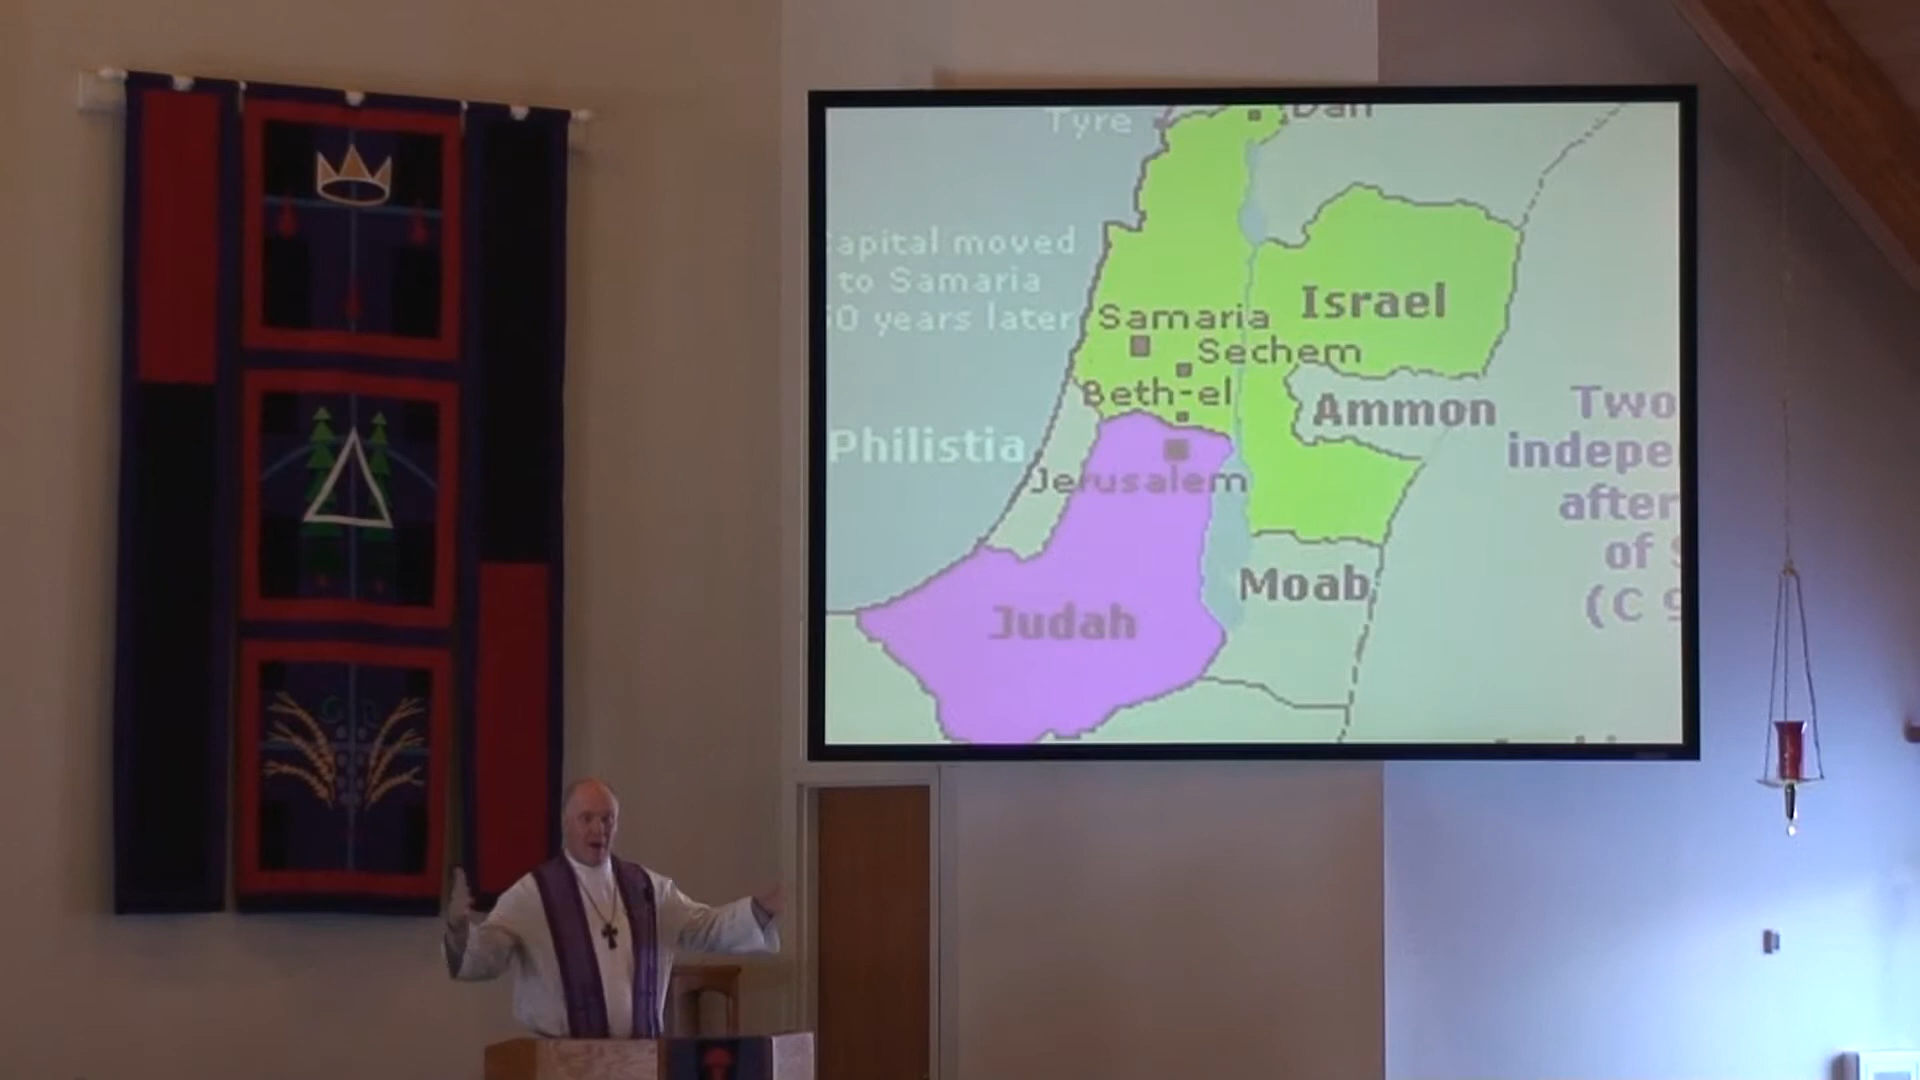 Tyre
Dan
apital moved
to Samaria
0 years later
Samaria
Israel
Sechem
Beth-el
Ammon
Philistia
Jerusalem
Two
indepe
after
of
(C 9
Moab
Judah